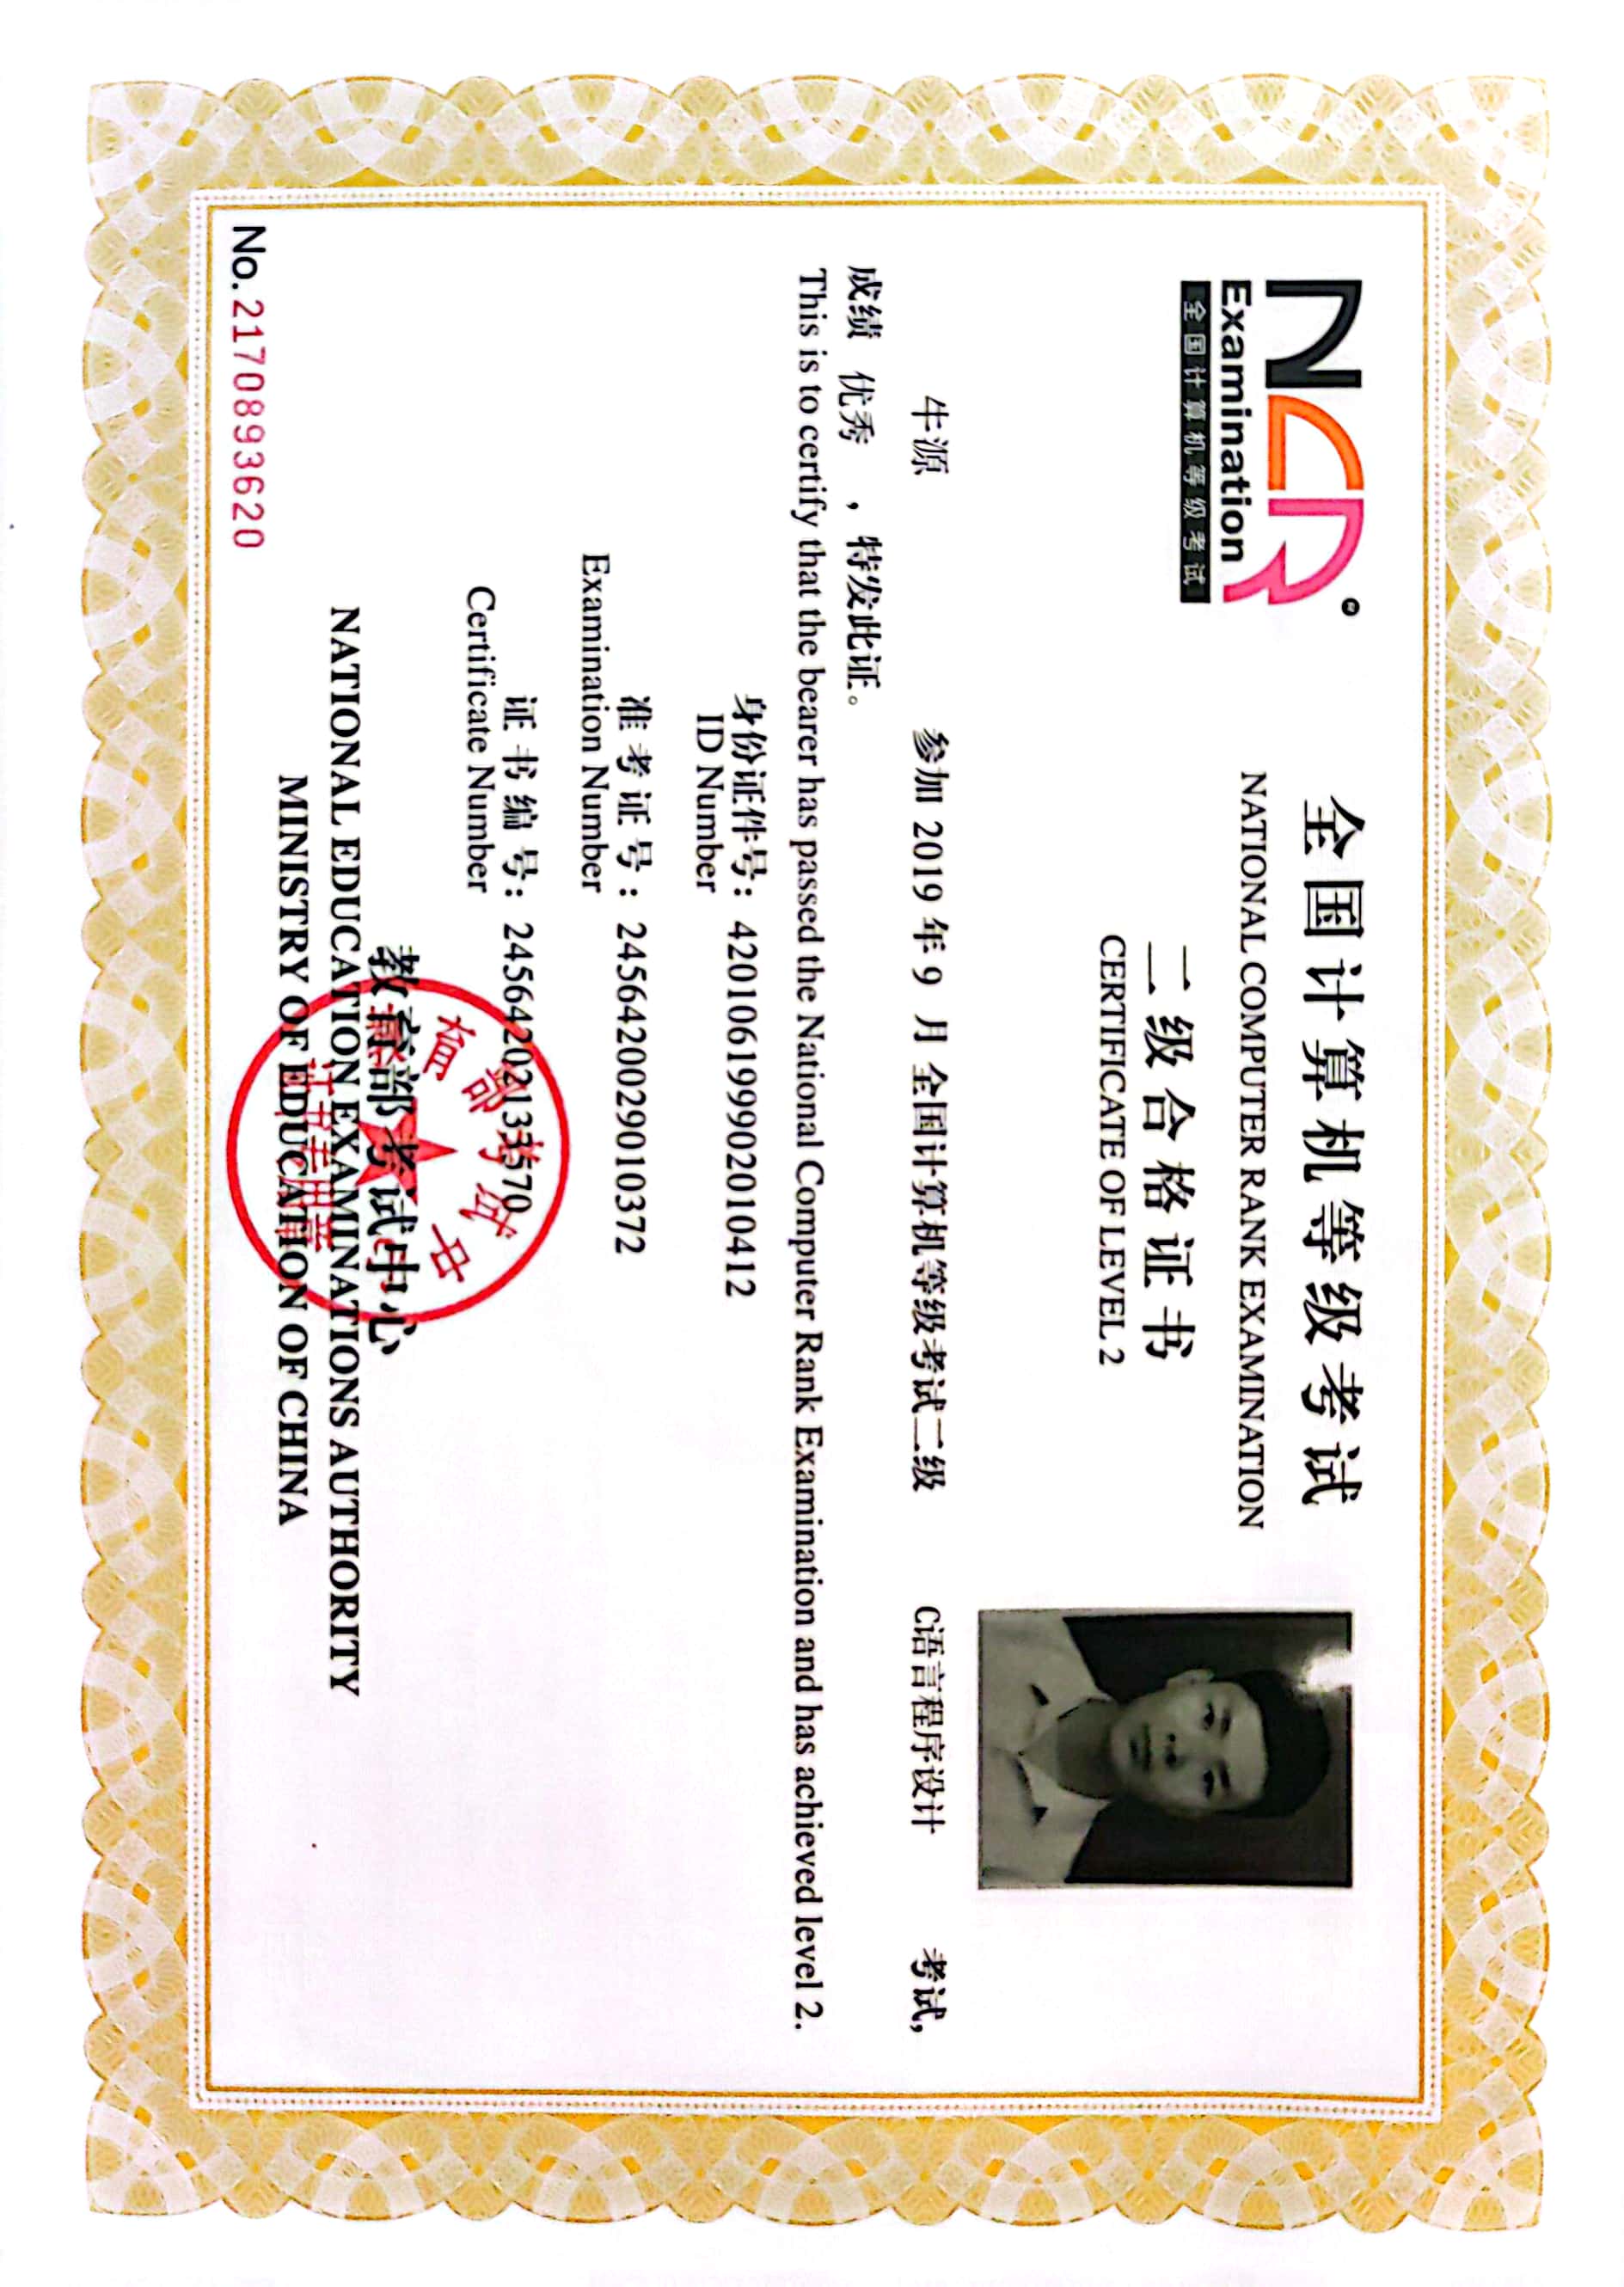 NCR®
Examination
全国计算机等级考试
全国计算机等级考试
NATIONAL COMPUTER RANK EXAMINATION
二级合格证书
CERTIFICATE OF LEVEL 2
牛源 参加 2019 年 9 月 全国计算机等级考试二级 C语言程序设计 考试,
成绩 优秀 ，特发此证。
This is to certify that the bearer has passed the National Computer Rank Examination and has achieved level 2.
身份证件号: 420106199902010412
ID Number
准考证号: 2456420029010372
Examination Number
证书编号: 24564202133570
Certificate Number
教育部考试中心
NATIONAL EDUCATION EXAMINATIONS AUTHORITY
MINISTRY OF EDUCATION OF CHINA
教育部考试中心
证书专用章
No. 2170893620